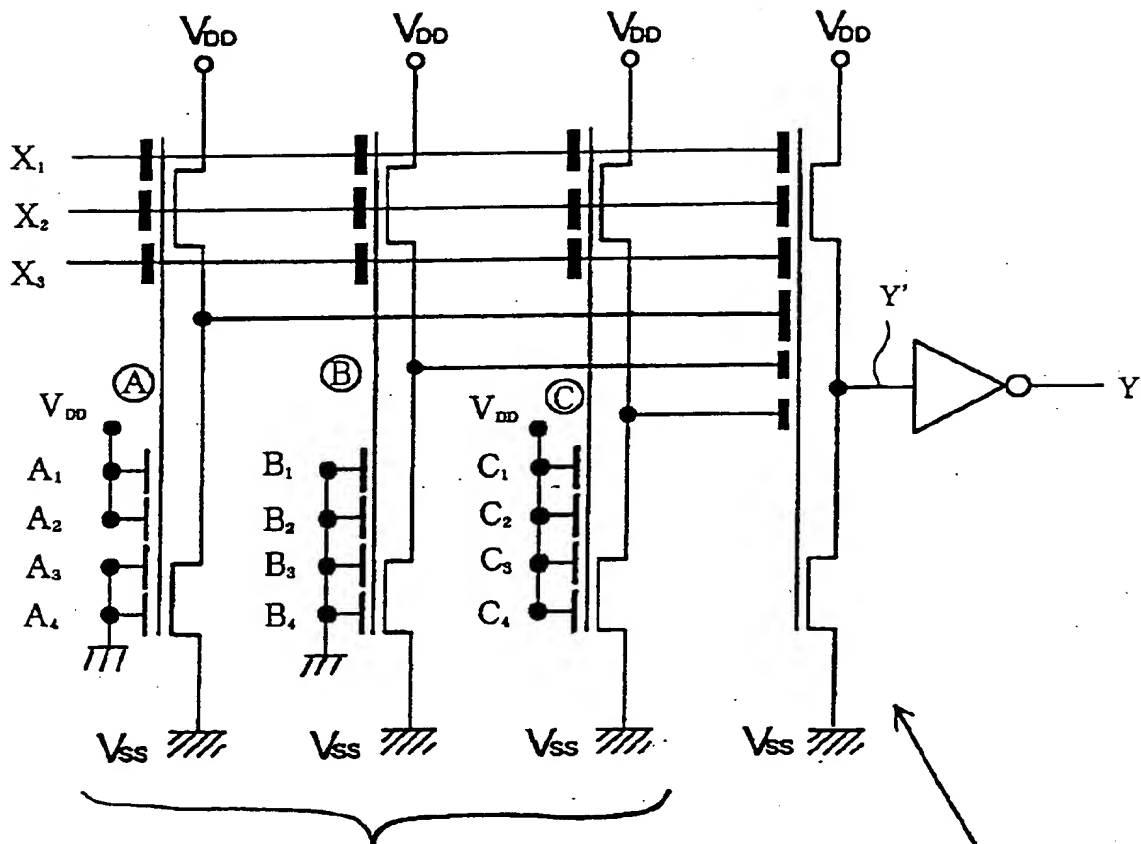 VDD VDD VDD VDD
X₁
X₂
X₃
Y'
Ⓐ Ⓑ Ⓒ
VDD VDD Y
A₁ B₁ C₁
A₂ B₂ C₂
A₃ B₃ C₃
A₄ B₄ C₄
VSS VSS VSS VSS